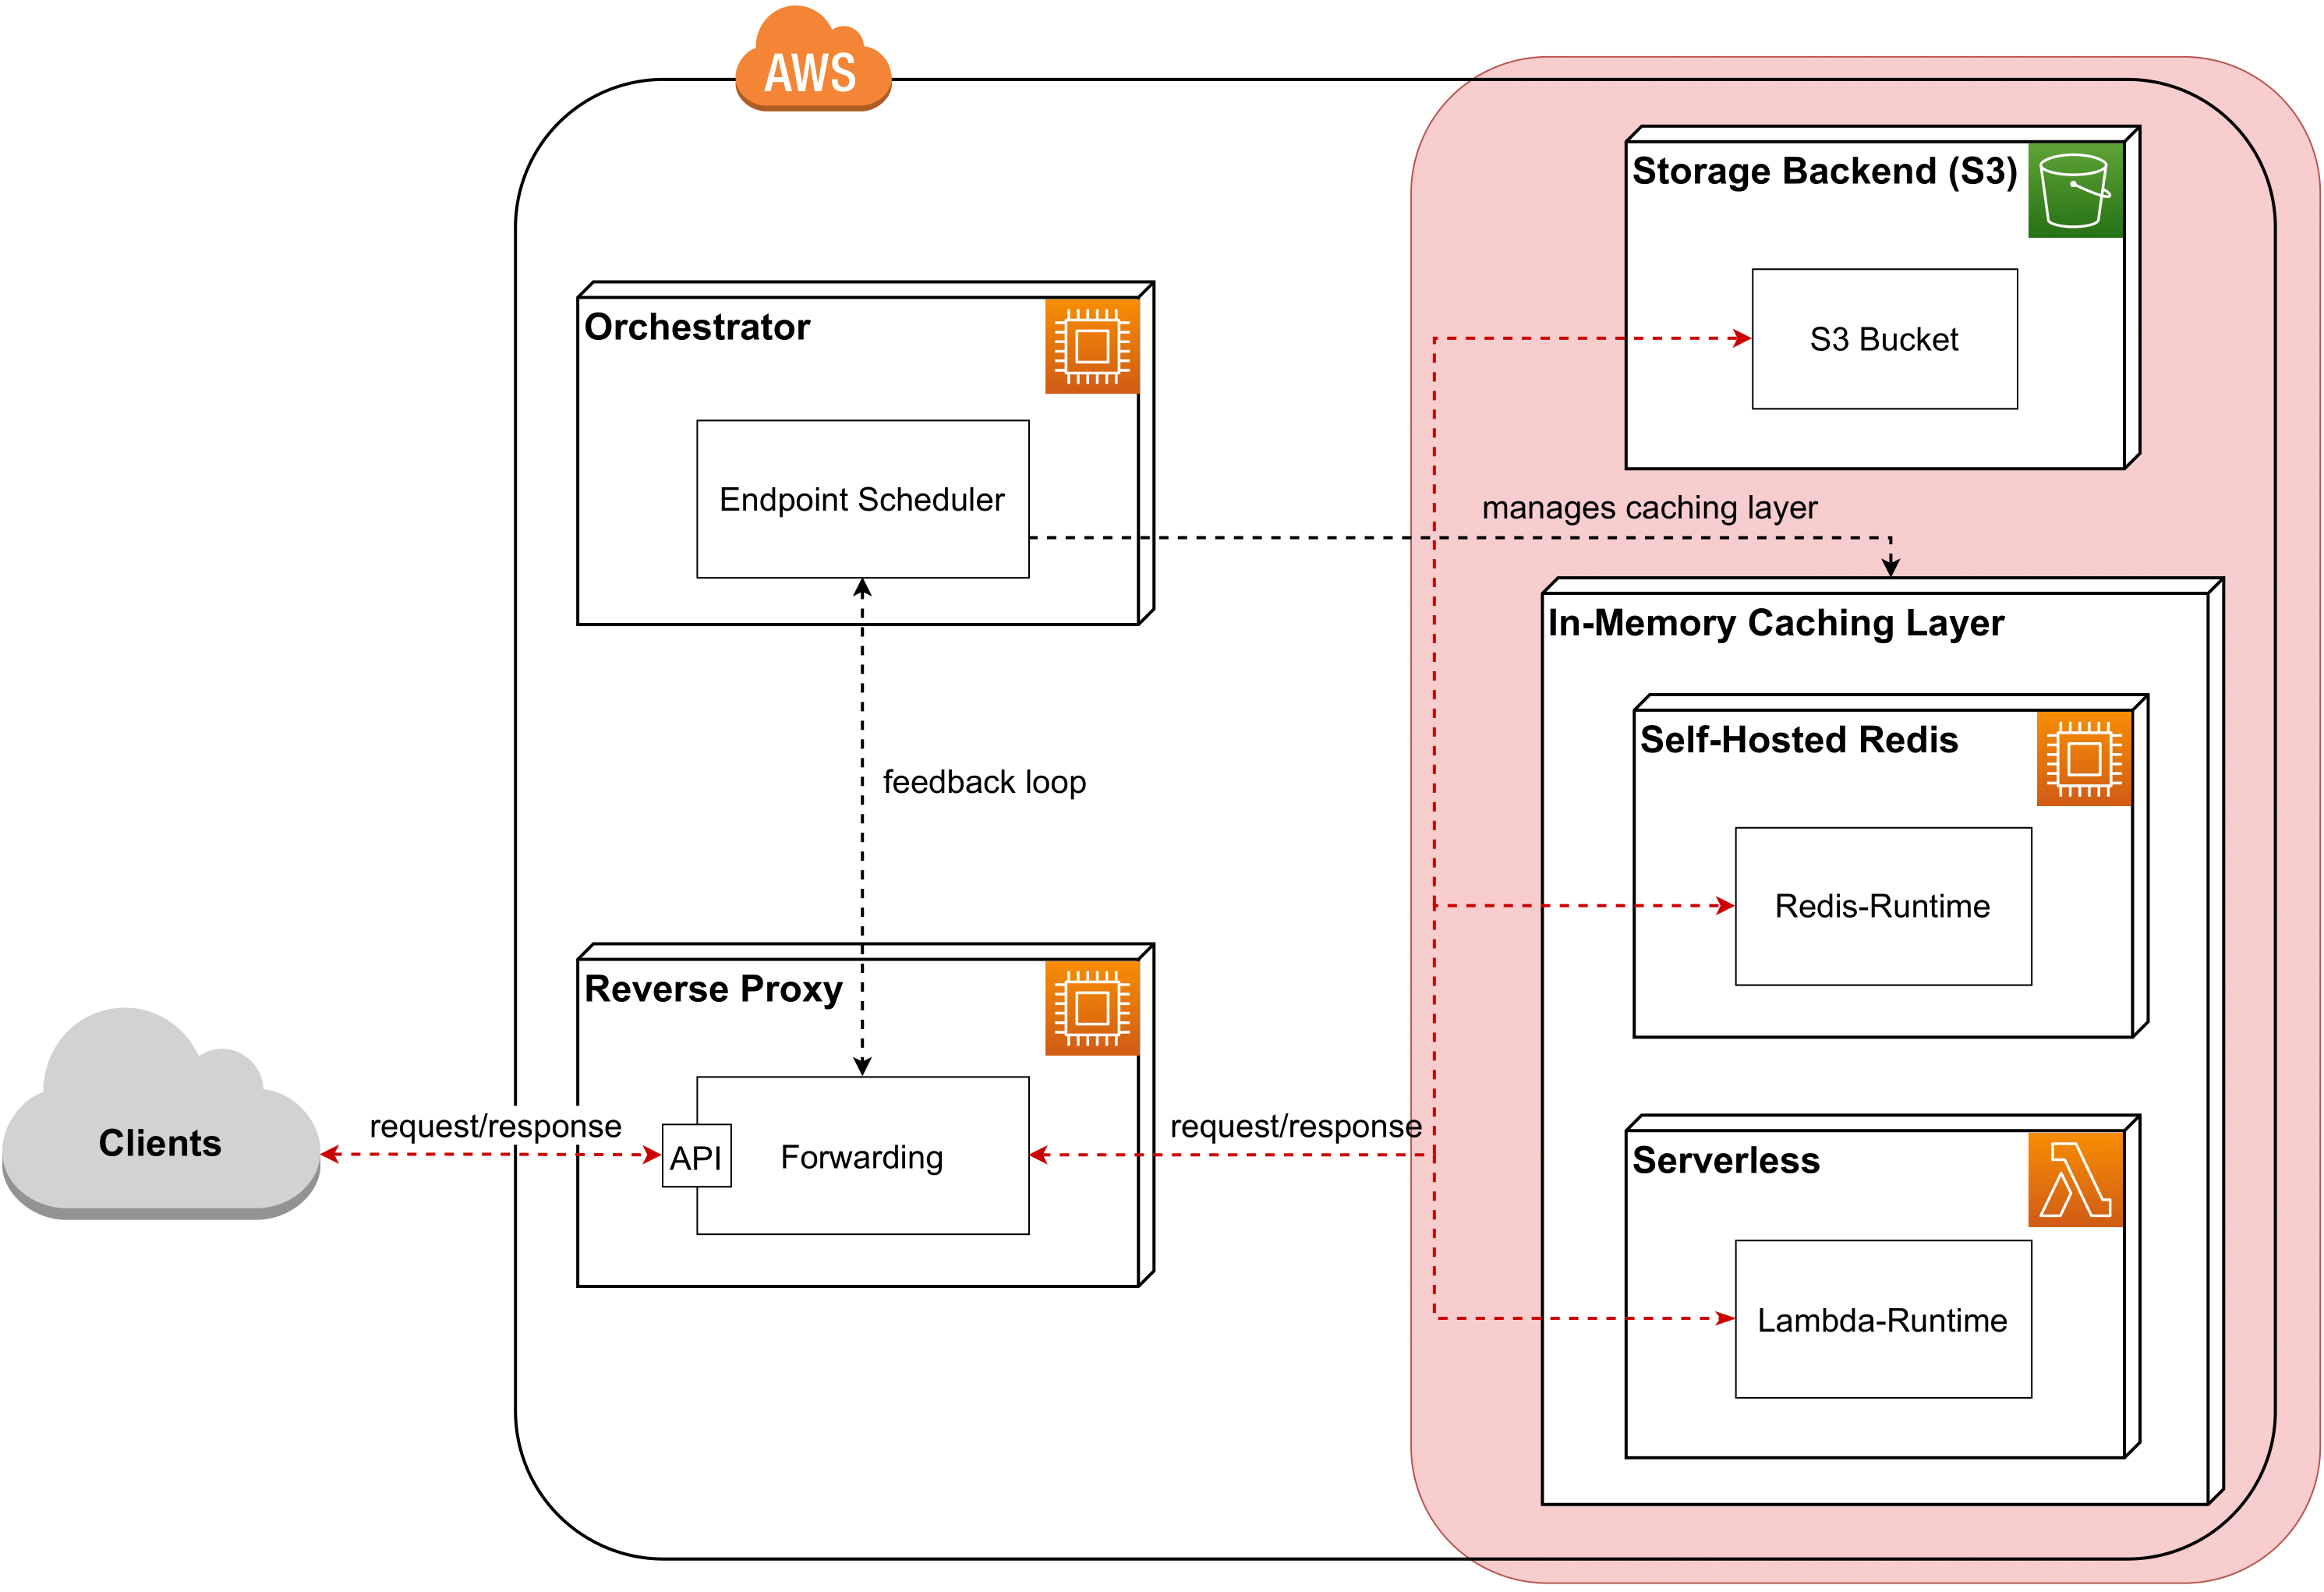 AWS
Storage Backend (S3)
S3 Bucket
Orchestrator
Endpoint Scheduler
manages caching layer
In-Memory Caching Layer
Self-Hosted Redis
Redis-Runtime
feedback loop
Reverse Proxy
Clients
request/response
API
Forwarding
request/response
Serverless
Lambda-Runtime